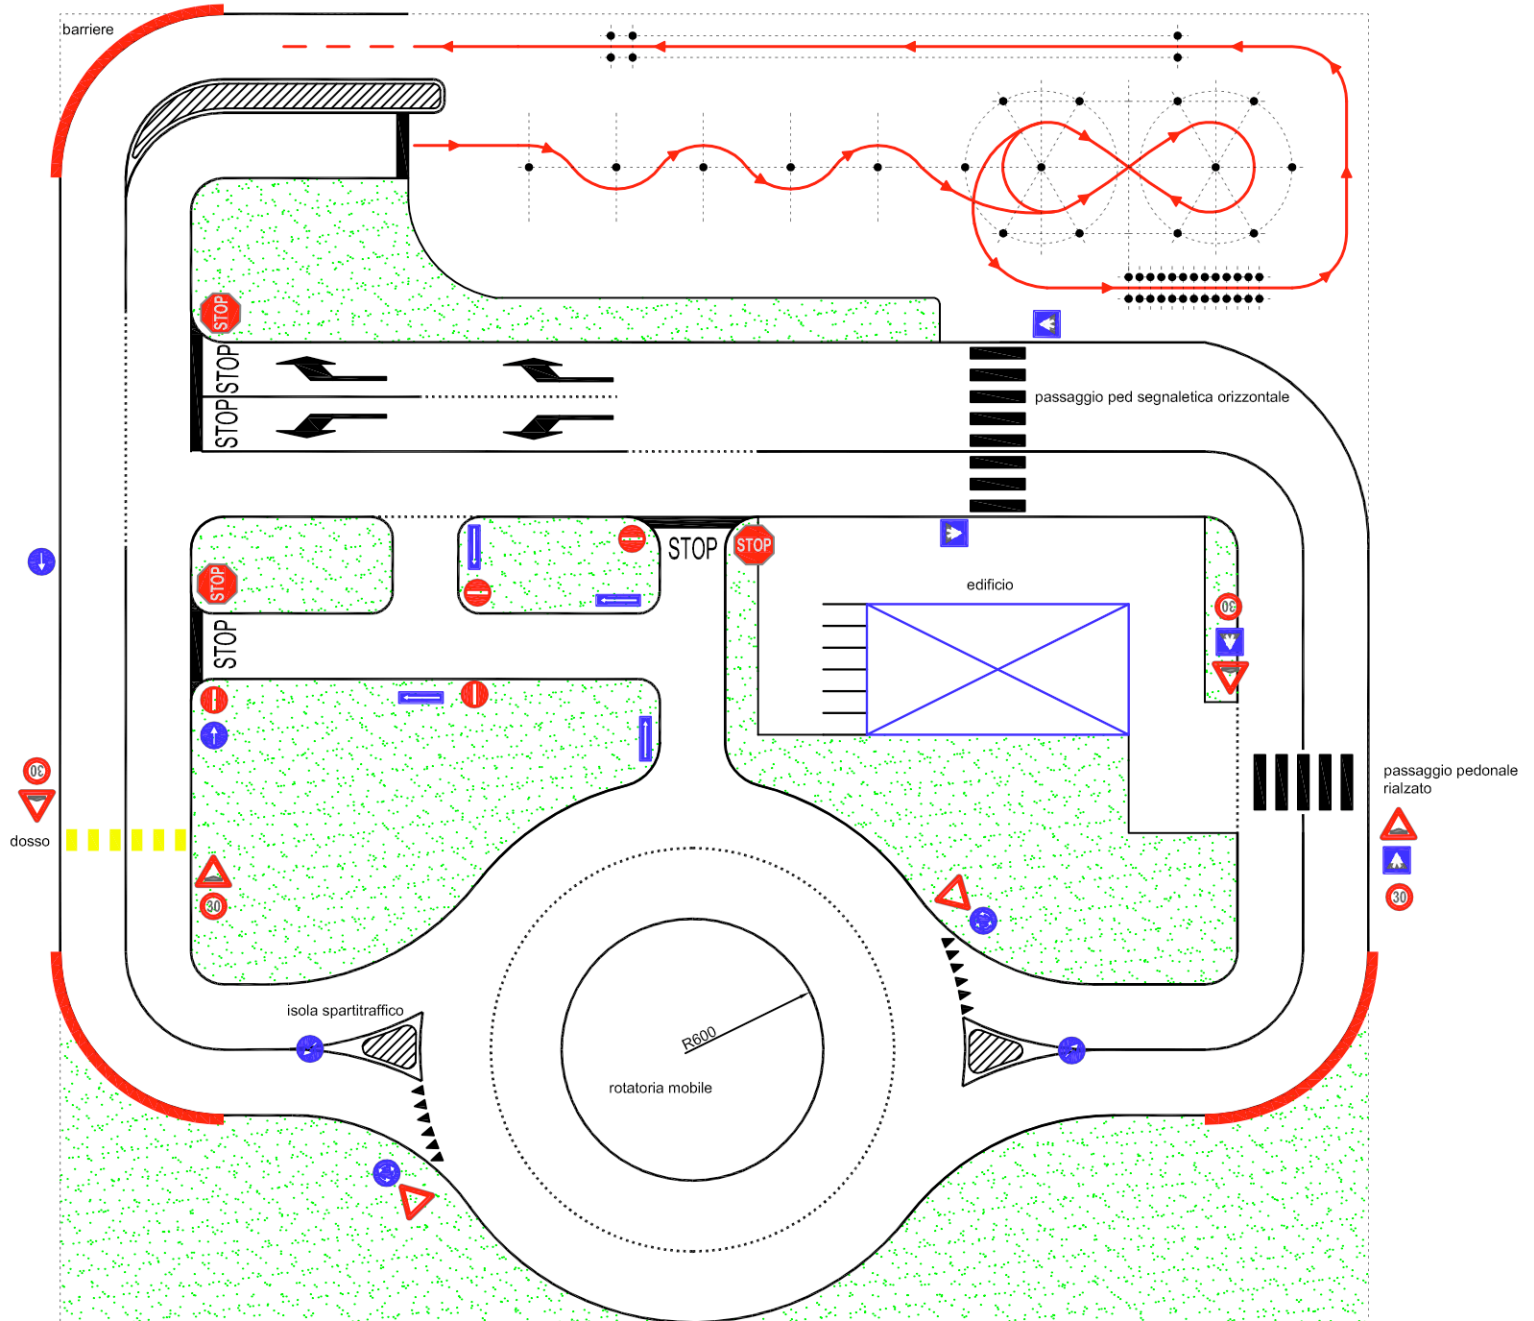 barriere
STOP
STOP
STOP
passaggio ped segnaletica orizzontale
STOP
STOP
edificio
STOP
STOP
30
30
passaggio pedonale
rialzato
dosso
30
30
isola spartitraffico
R600
rotatoria mobile